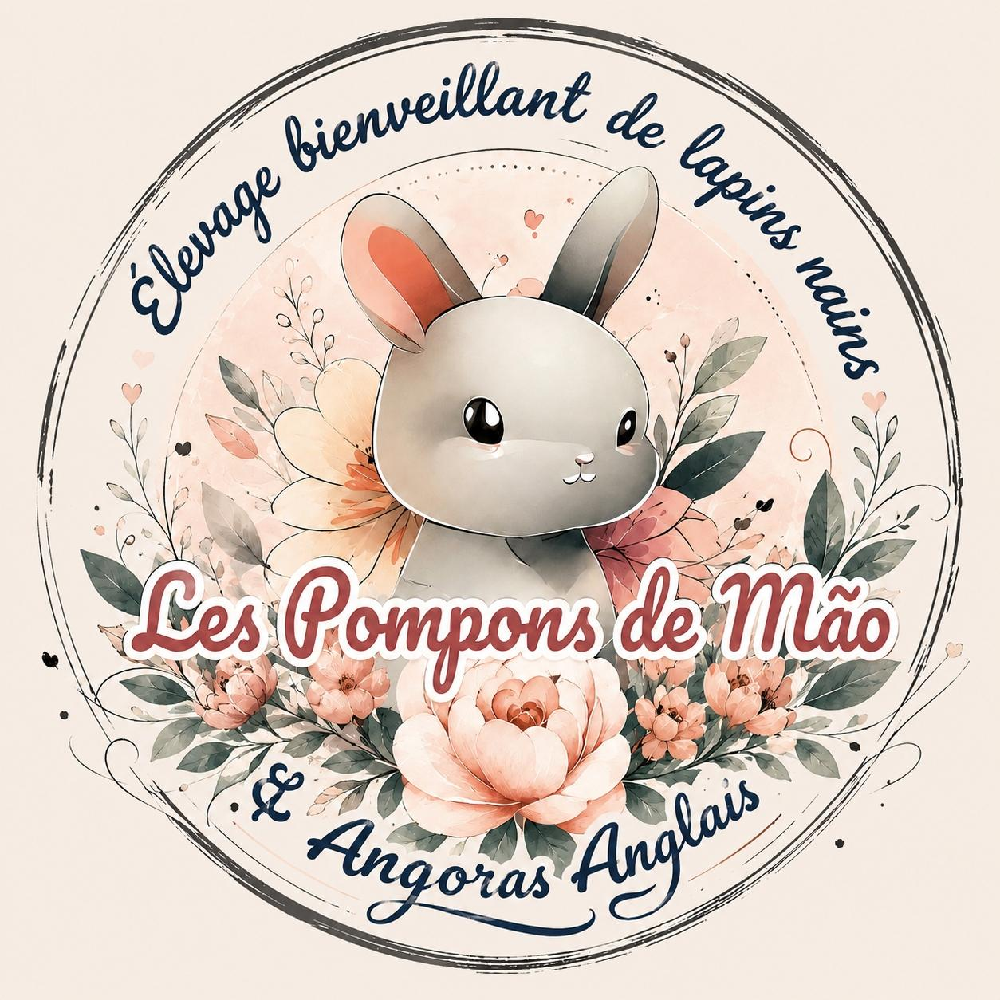 Élevage bienveillant de lapins nains
Les Pompons de Mão
& Angoras Anglais